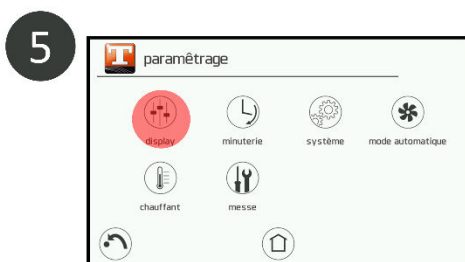 5
T paramêtrage
display minuterie système mode automatique
chauffant messe